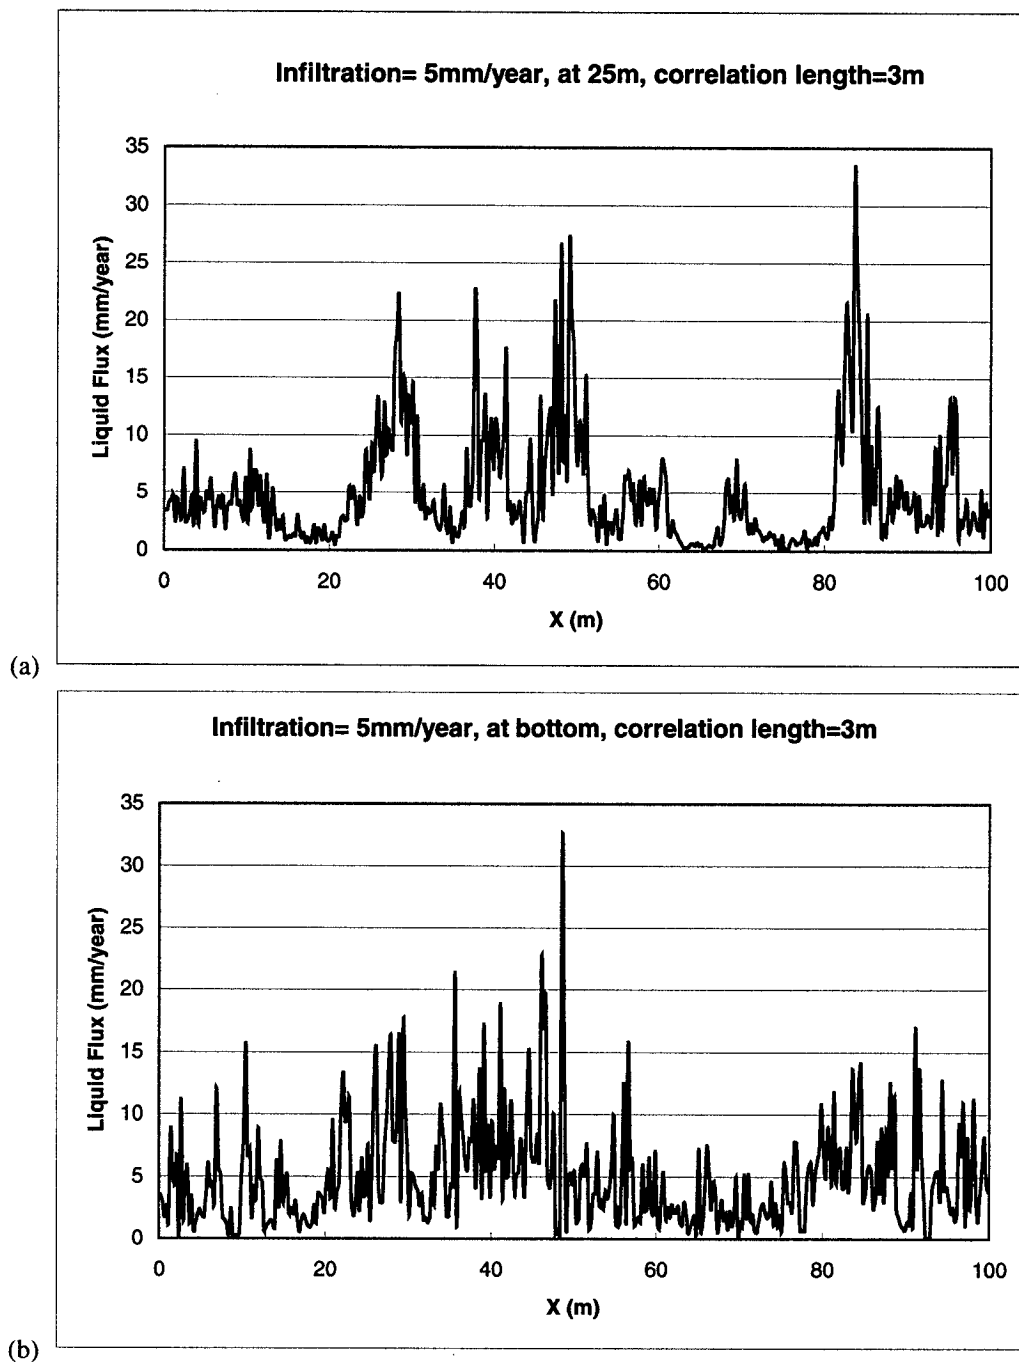 Infiltration= 5mm/year, at 25m, correlation length=3m
35
30
25
20
15
10
5
0
Liquid Flux (mm/year)
0 20 40 60 80 100
X (m)
(a)
Infiltration= 5mm/year, at bottom, correlation length=3m
35
30
25
20
15
10
5
0
Liquid Flux (mm/year)
0 20 40 60 80 100
X (m)
(b)